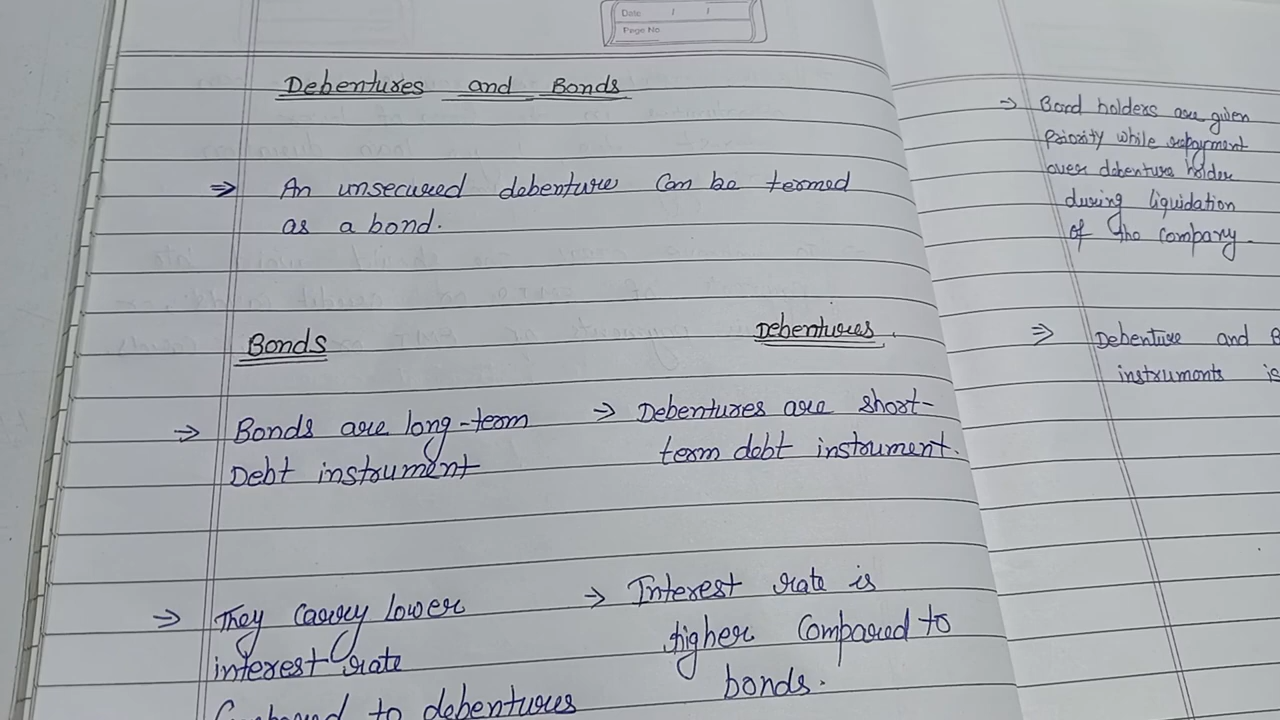 Date / /
Page No
Debentures and Bonds
⇒ An unsecured debenture can be termed
as a bond.
Bonds
Debentures.
⇒ Bonds are long-term
Debt instrument
→ Debentures are short-
term debt instrument.
⇒ They Carry lower
interest rate
to debentures
→ Interest rate is
higher Compared to
bonds.
⇒ Bond holders are given
Priority while repayment
over debenture holder
during liquidation
of the company.
⇒ Debenture and
instruments is